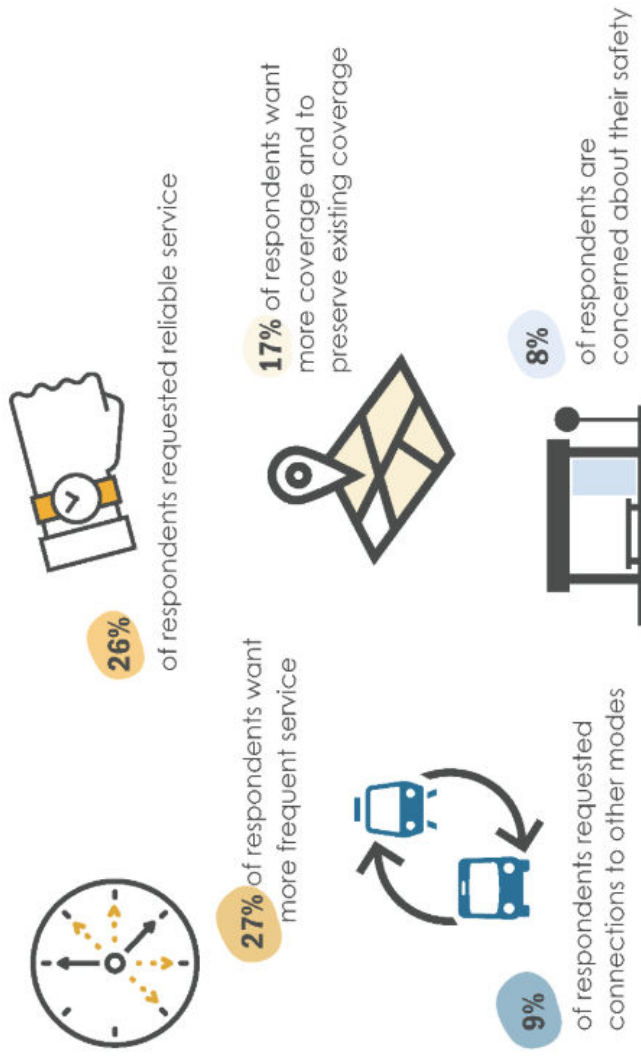 27% of respondents want
more frequent service
26%
of respondents requested reliable service
9%
of respondents requested
connections to other modes
17% of respondents want
more coverage and to
preserve existing coverage
8%
of respondents are
concerned about their safety